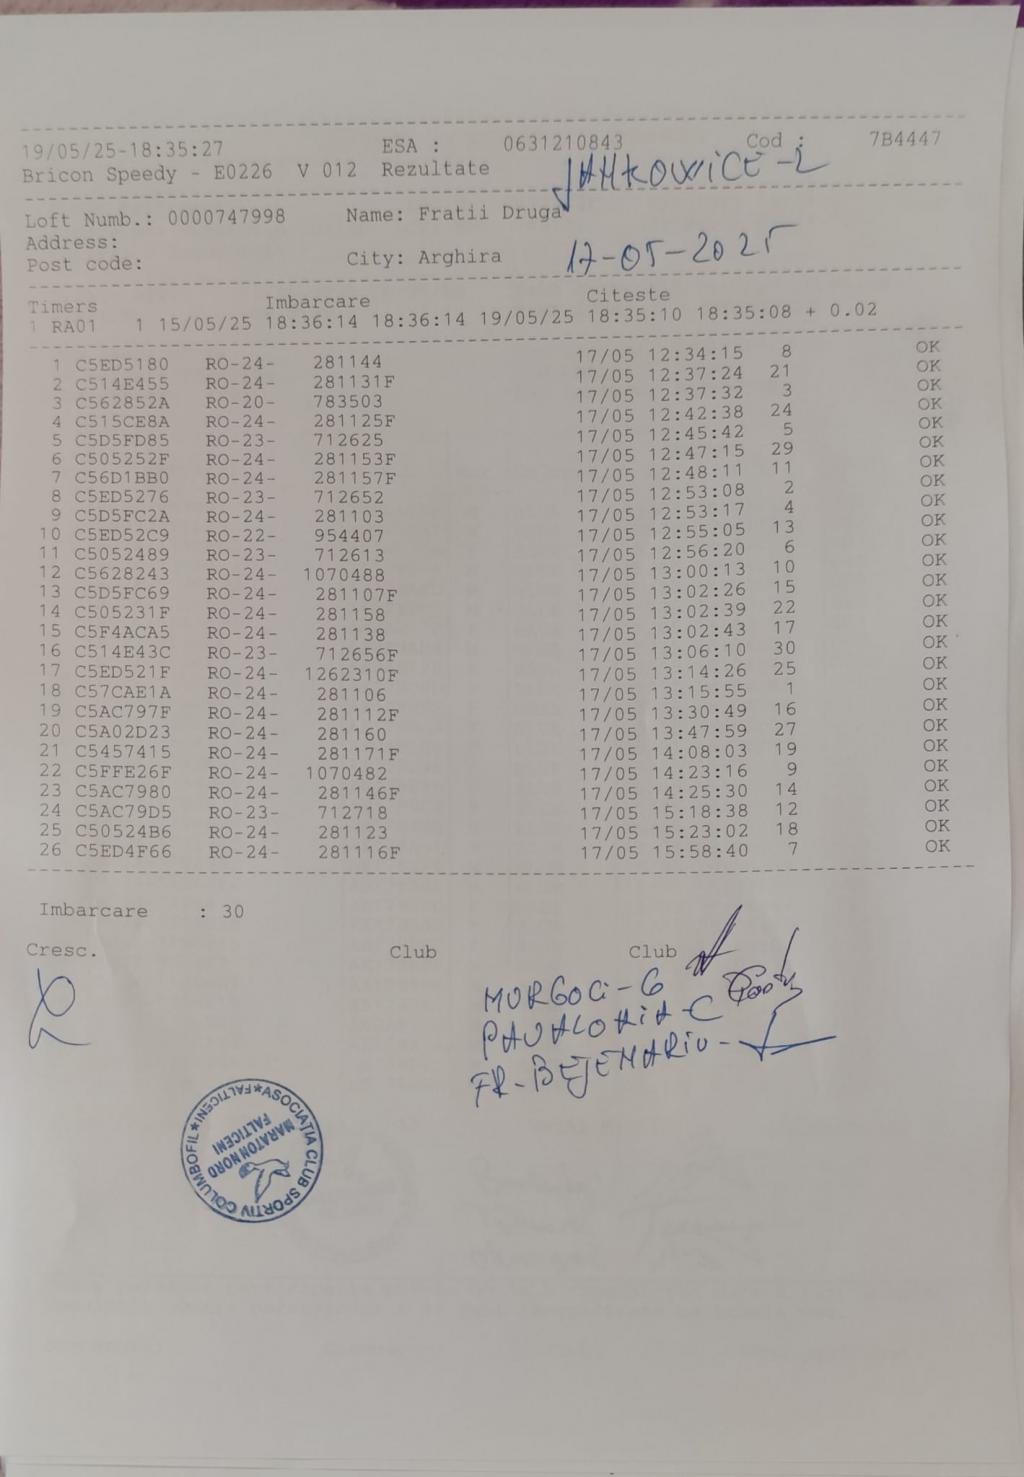 19/05/25-18:35:27 ESA : 0631210843 Cod : 7B4447
Bricon Speedy - E0226 V 012 Rezultate JANKOWICE-2
Loft Numb.: 0000747998 Name: Fratii Druga
Address:
Post code: City: Arghira 17-05-2025
Timers Imbarcare Citeste
1 RA01 1 15/05/25 18:36:14 18:36:14 19/05/25 18:35:10 18:35:08 + 0.02
1 C5ED5180 RO-24- 281144 17/05 12:34:15 8 OK
2 C514E455 RO-24- 281131F 17/05 12:37:24 21 OK
3 C562852A RO-20- 783503 17/05 12:37:32 3 OK
4 C515CE8A RO-24- 281125F 17/05 12:42:38 24 OK
5 C5D5FD85 RO-23- 712625 17/05 12:45:42 5 OK
6 C505252F RO-24- 281153F 17/05 12:47:15 29 OK
7 C56D1BB0 RO-24- 281157F 17/05 12:48:11 11 OK
8 C5ED5276 RO-23- 712652 17/05 12:53:08 2 OK
9 C5D5FC2A RO-24- 281103 17/05 12:53:17 4 OK
10 C5ED52C9 RO-22- 954407 17/05 12:55:05 13 OK
11 C5052489 RO-23- 712613 17/05 12:56:20 6 OK
12 C5628243 RO-24- 1070488 17/05 13:00:13 10 OK
13 C5D5FC69 RO-24- 281107F 17/05 13:02:26 15 OK
14 C505231F RO-24- 281158 17/05 13:02:39 22 OK
15 C5F4ACA5 RO-24- 281138 17/05 13:02:43 17 OK
16 C514E43C RO-23- 712656F 17/05 13:06:10 30 OK
17 C5ED521F RO-24- 1262310F 17/05 13:14:26 25 OK
18 C57CAE1A RO-24- 281106 17/05 13:15:55 1 OK
19 C5AC797F RO-24- 281112F 17/05 13:30:49 16 OK
20 C5A02D23 RO-24- 281160 17/05 13:47:59 27 OK
21 C5457415 RO-24- 281171F 17/05 14:08:03 19 OK
22 C5FFE26F RO-24- 1070482 17/05 14:23:16 9 OK
23 C5AC7980 RO-24- 281146F 17/05 14:25:30 14 OK
24 C5AC79D5 RO-23- 712718 17/05 15:18:38 12 OK
25 C50524B6 RO-24- 281123 17/05 15:23:02 18 OK
26 C5ED4F66 RO-24- 281116F 17/05 15:58:40 7 OK
Imbarcare : 30
Cresc. Club Club
MURGOCI-G
PAVALOAIA-C
FR-BEJENARIU-
ASOCIAȚIA CLUB SPORTIV COLUMBOFIL * FALTICENI *
MARATON NORD
FALTICENI